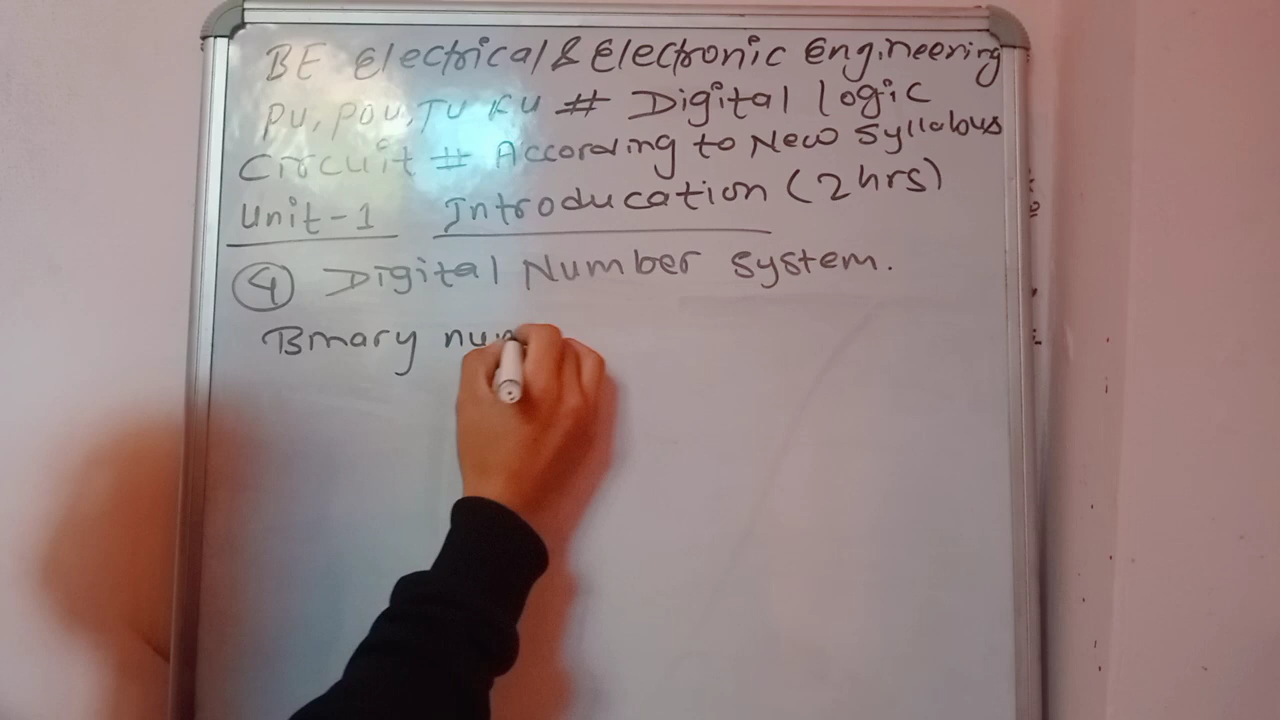 BE Electrical & Electronic Engineering
PU, POU, TU KU # Digital logic
Circuit # According to New Syllabus
Unit-1 Introducation (2hrs)
4 Digital Number system.
Bmary num